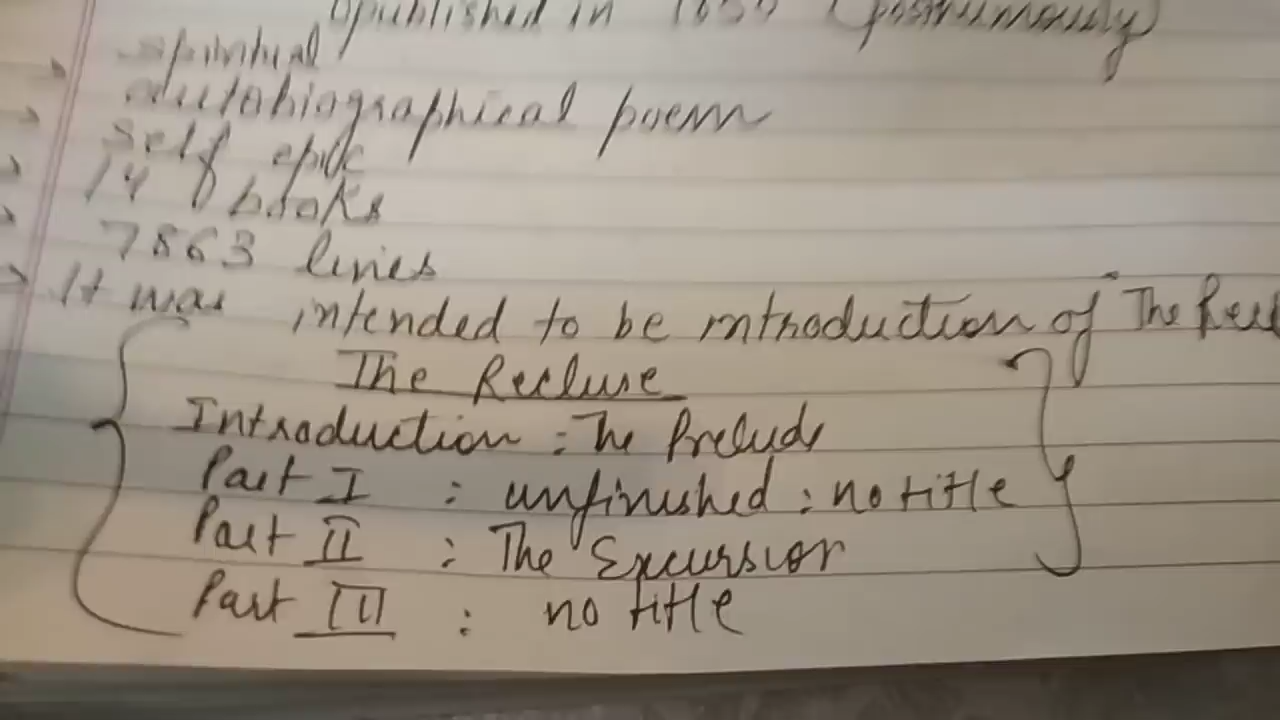 published in (posthumously)
spiritual
autobiographical poem
self epic
14 books
7863 lines
It was intended to be introduction of "The Recl
The Recluse
Introduction : The Prelude
Part I : unfinished : no title
Part II : The Excursion
Part III : no title